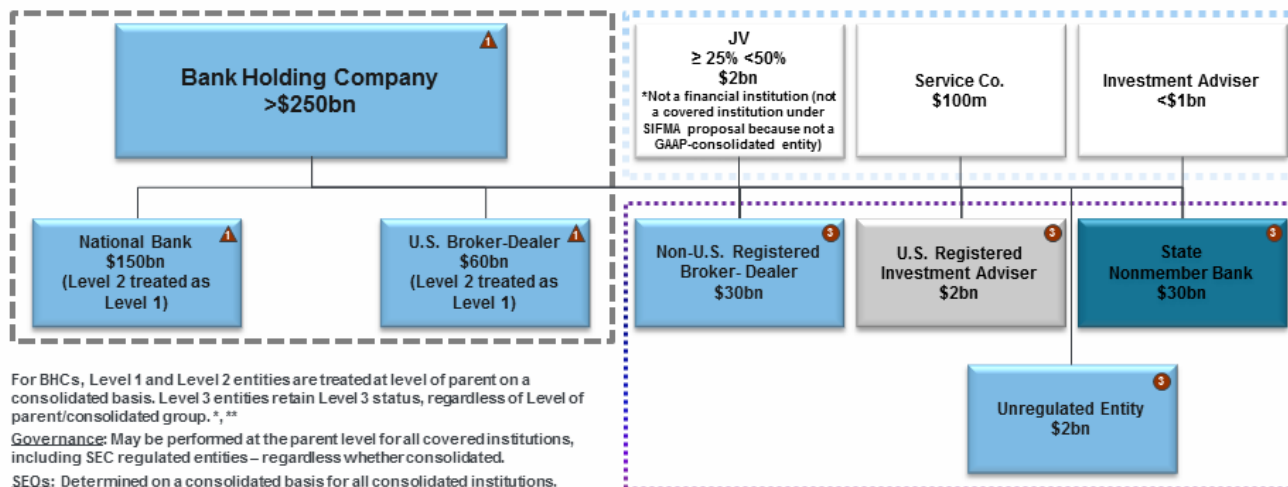 1
Bank Holding Company
>$250bn
JV
≥ 25% <50%
$2bn
*Not a financial institution (not
a covered institution under
SIFMA proposal because not a
GAAP-consolidated entity)
Service Co.
$100m
Investment Adviser
<$1bn
1
National Bank
$150bn
(Level 2 treated as
Level 1)
1
U.S. Broker-Dealer
$60bn
(Level 2 treated as
Level 1)
3
Non-U.S. Registered
Broker- Dealer
$30bn
3
U.S. Registered
Investment Adviser
$2bn
3
State
Nonmember Bank
$30bn
3
Unregulated Entity
$2bn
For BHCs, Level 1 and Level 2 entities are treated at level of parent on a
consolidated basis. Level 3 entities retain Level 3 status, regardless of Level of
parent/consolidated group. *, **
Governance: May be performed at the parent level for all covered institutions,
including SEC regulated entities – regardless whether consolidated.
SEOs: Determined on a consolidated basis for all consolidated institutions.